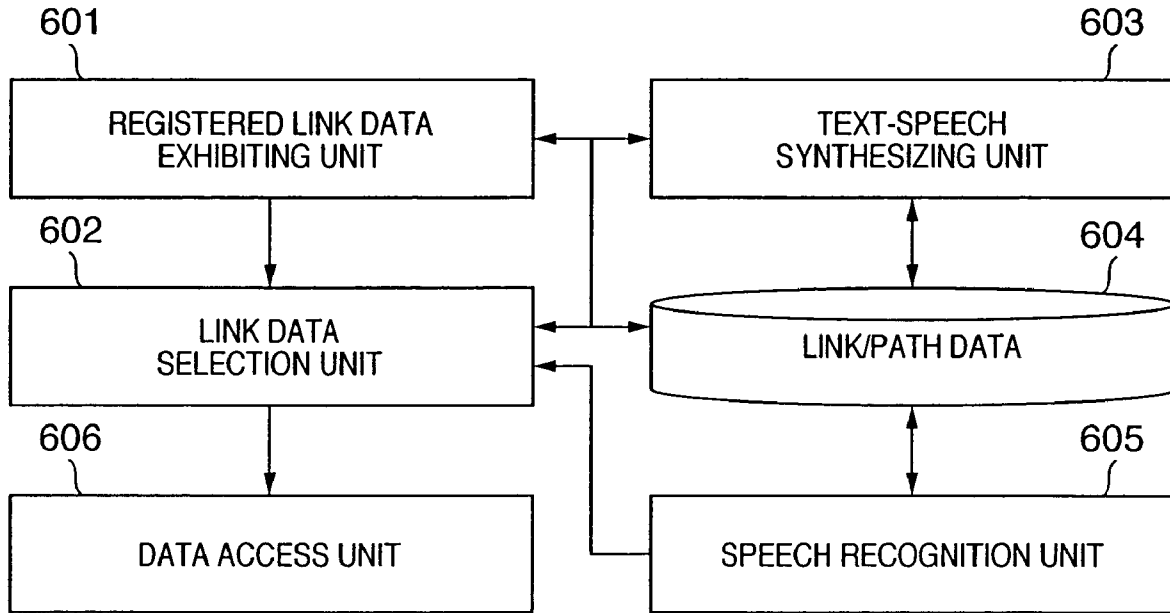 601
603
REGISTERED LINK DATA
EXHIBITING UNIT
TEXT-SPEECH
SYNTHESIZING UNIT
602
604
LINK DATA
SELECTION UNIT
LINK/PATH DATA
606
605
DATA ACCESS UNIT
SPEECH RECOGNITION UNIT